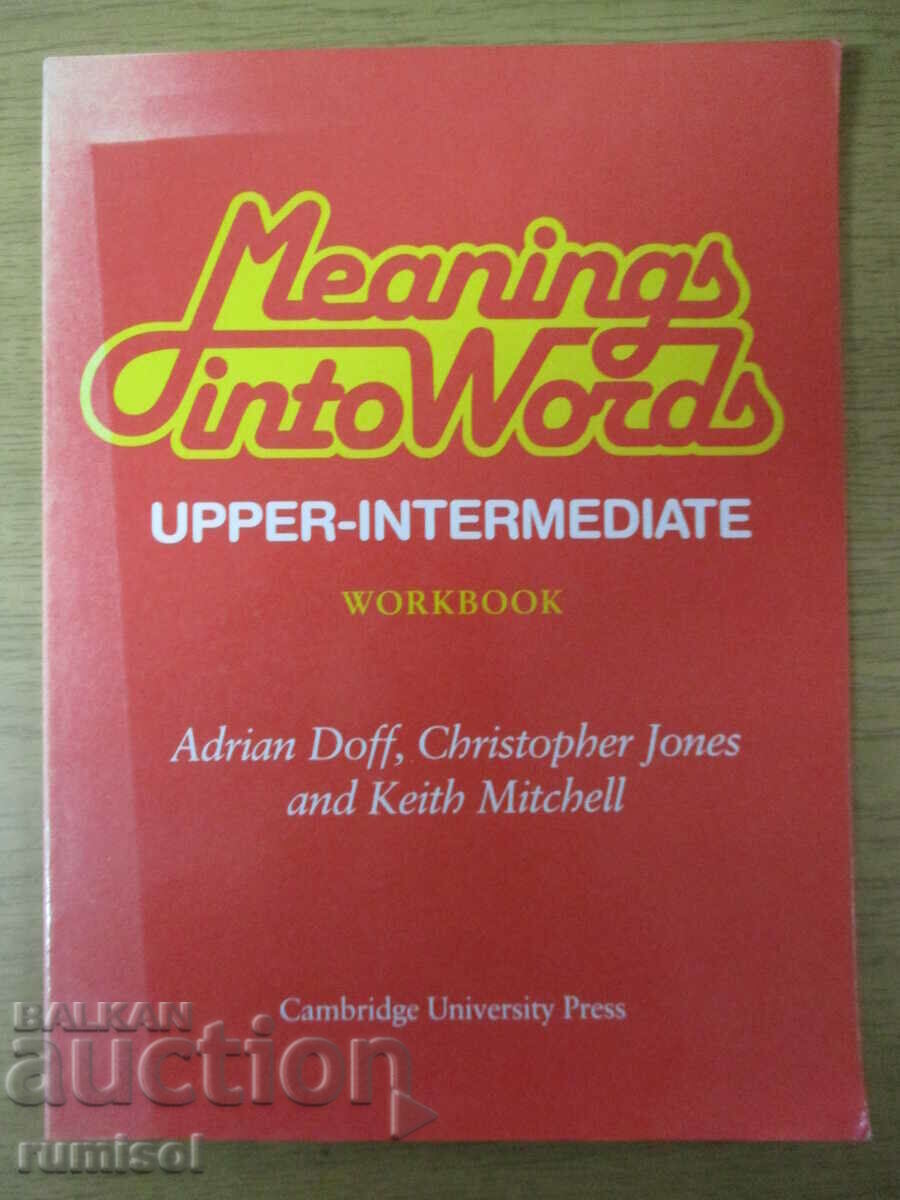 Meanings
into Words
UPPER-INTERMEDIATE
WORKBOOK
Adrian Doff, Christopher Jones
and Keith Mitchell
Cambridge University Press
BALKAN
auction
rumisol